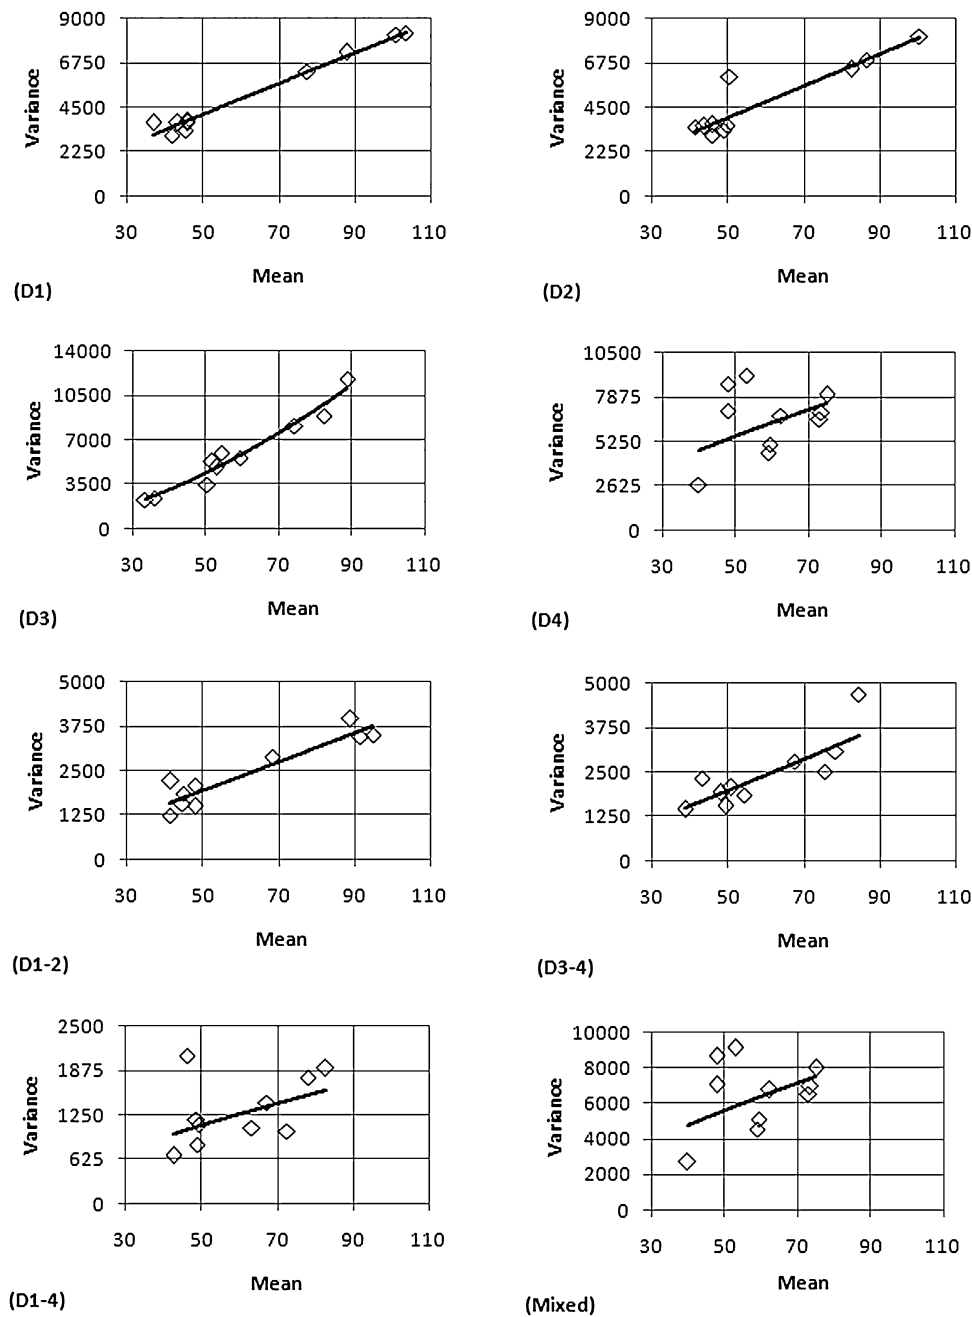 9000
6750
4500
2250
0
Variance
30 50 70 90 110
Mean
(D1)
9000
6750
4500
2250
0
Variance
30 50 70 90 110
Mean
(D2)
14000
10500
7000
3500
0
Variance
30 50 70 90 110
Mean
(D3)
10500
7875
5250
2625
0
Variance
30 50 70 90 110
Mean
(D4)
5000
3750
2500
1250
0
Variance
30 50 70 90 110
Mean
(D1-2)
5000
3750
2500
1250
0
Variance
30 50 70 90 110
Mean
(D3-4)
2500
1875
1250
625
0
Variance
30 50 70 90 110
Mean
(D1-4)
10000
8000
6000
4000
2000
0
Variance
30 50 70 90 110
Mean
(Mixed)